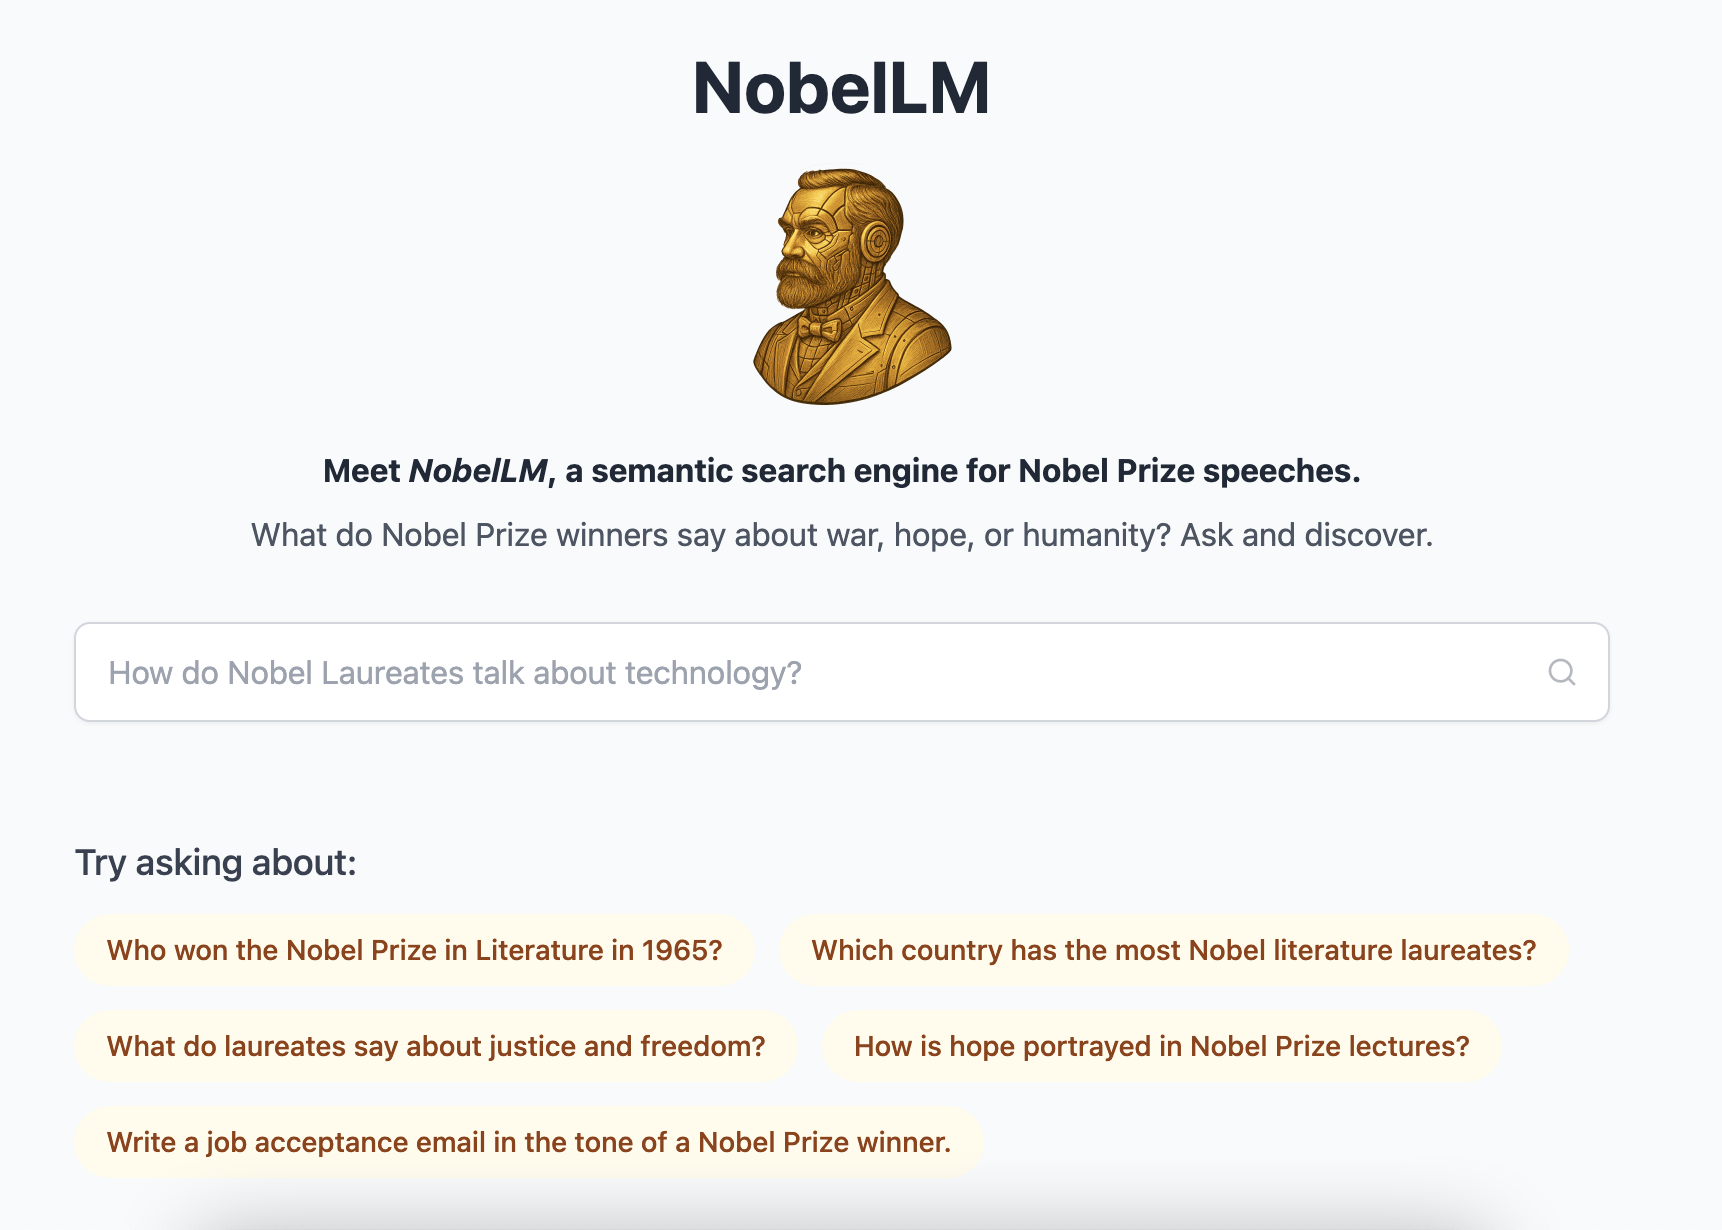 NobelLM
Meet NobelLM, a semantic search engine for Nobel Prize speeches.
What do Nobel Prize winners say about war, hope, or humanity? Ask and discover.
How do Nobel Laureates talk about technology?
Try asking about:
Who won the Nobel Prize in Literature in 1965?
Which country has the most Nobel literature laureates?
What do laureates say about justice and freedom?
How is hope portrayed in Nobel Prize lectures?
Write a job acceptance email in the tone of a Nobel Prize winner.